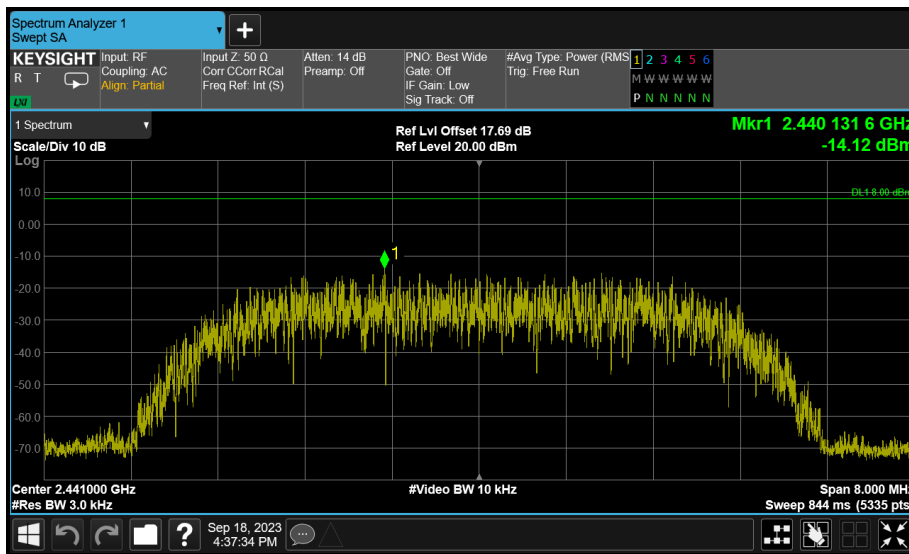 Spectrum Analyzer 1
Swept SA
+
KEYSIGHT Input: RF Input Z: 50 Ω Atten: 14 dB PNO: Best Wide #Avg Type: Power (RMS 1 2 3 4 5 6
R T Coupling: AC Corr CCorr RCal Preamp: Off Gate: Off Trig: Free Run M W W W W W
Align: Partial Freq Ref: Int (S) IF Gain: Low
LXI Sig Track: Off P N N N N N
1 Spectrum
Ref Lvl Offset 17.69 dB Mkr1 2.440 131 6 GHz
Scale/Div 10 dB Ref Level 20.00 dBm -14.12 dBm
Log
10.0 DL1 8.00 dBm
0.00
-10.0 1
-20.0
-30.0
-40.0
-50.0
-60.0
-70.0
Center 2.441000 GHz #Video BW 10 kHz Span 8.000 MHz
#Res BW 3.0 kHz Sweep 844 ms (5335 pts
? Sep 18, 2023
4:37:34 PM